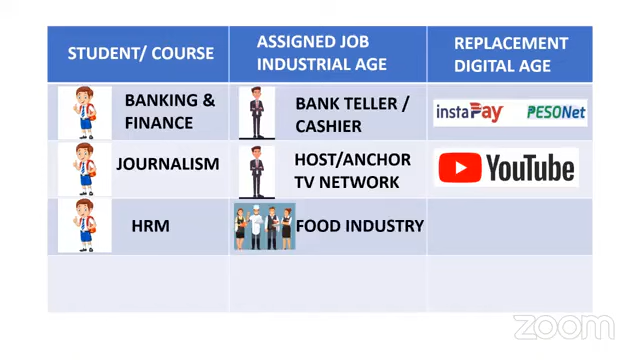 STUDENT/ COURSE
ASSIGNED JOB
INDUSTRIAL AGE
REPLACEMENT
DIGITAL AGE
BANKING &
FINANCE
BANK TELLER /
CASHIER
instaPay
PESONet
JOURNALISM
HOST/ANCHOR
TV NETWORK
YouTube
HRM
FOOD INDUSTRY
zoom